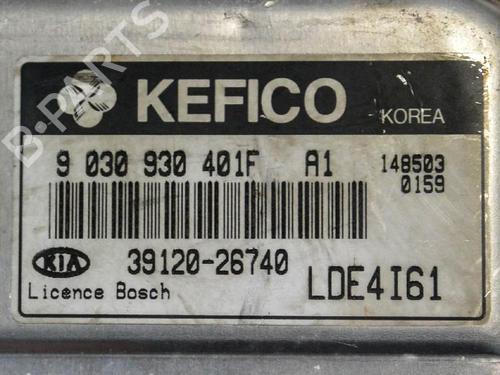 B-PARTS
KEFICO KOREA
9 030 930 401F A1 148503
0159
KIA 39120-26740 LDE4I61
Licence Bosch